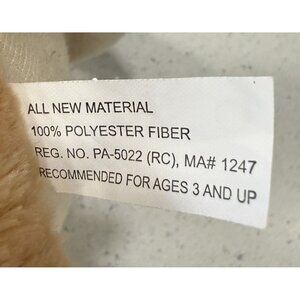 ALL NEW MATERIAL
100% POLYESTER FIBER
REG. NO. PA-5022 (RC), MA# 1247
RECOMMENDED FOR AGES 3 AND UP